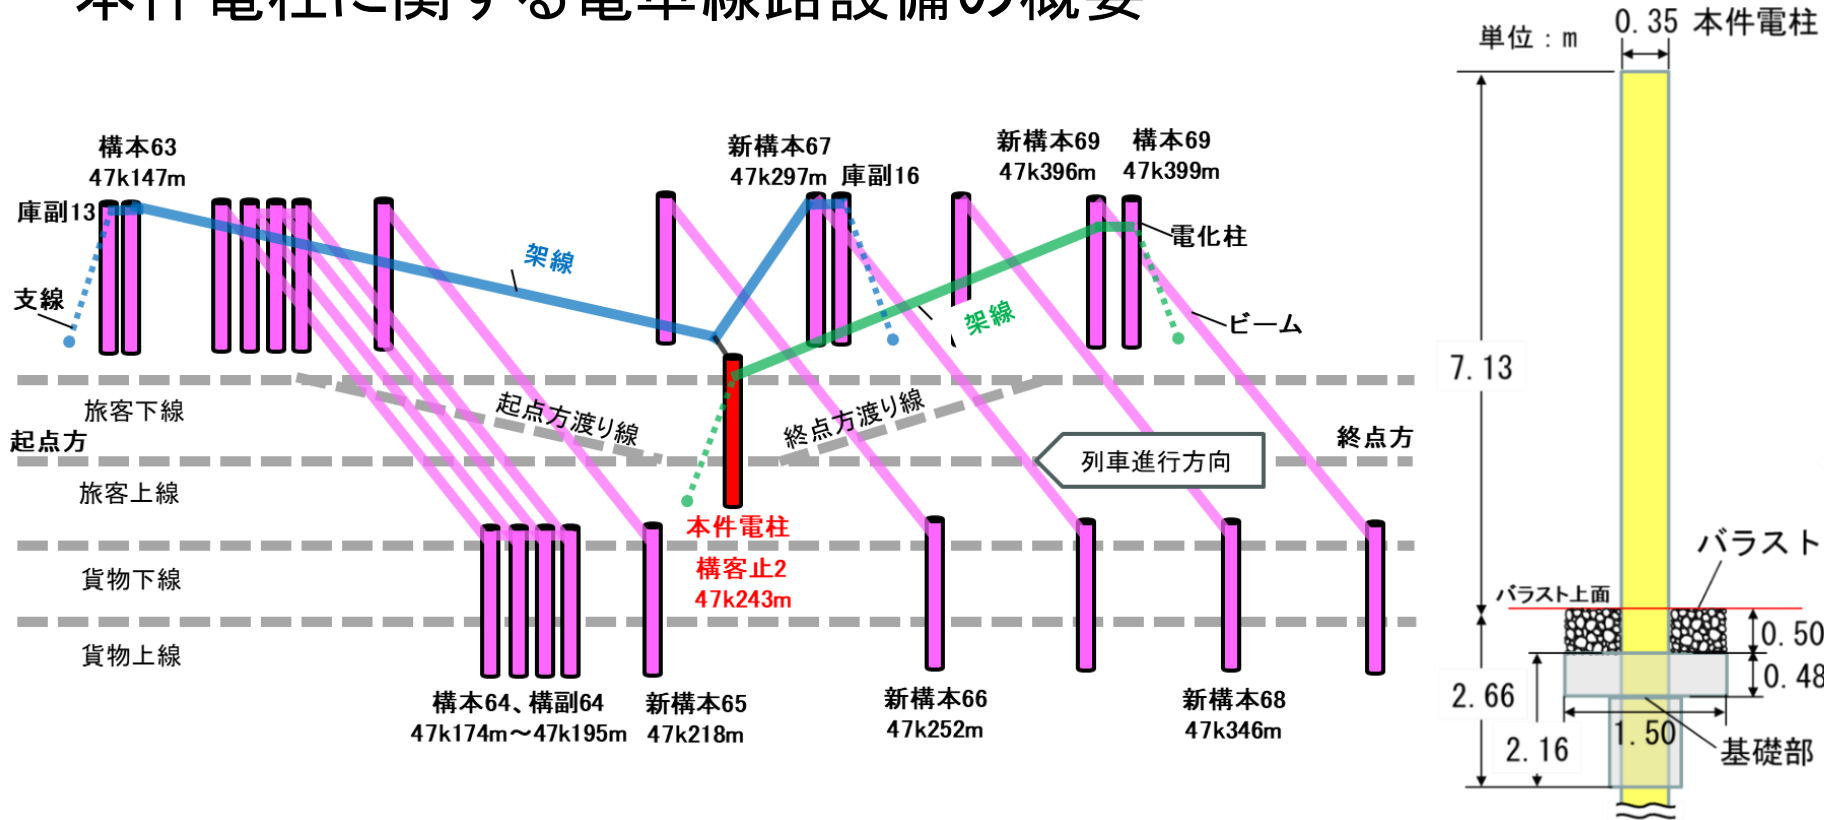 本件電柱に関する電車線路設備の概要
単位：m
0.35 本件電柱
構本63
47k147m
庫副13
支線
架線
新構本67
47k297m
庫副16
新構本69
47k396m
構本69
47k399m
電化柱
ビーム
架線
7.13
旅客下線
起点方渡り線
終点方渡り線
起点方
終点方
列車進行方向
旅客上線
本件電柱
構客止2
47k243m
貨物下線
貨物上線
構本64、構副64
47k174m～47k195m
新構本65
47k218m
新構本66
47k252m
新構本68
47k346m
バラスト
バラスト上面
0.50
0.48
2.66
2.16
1.50
基礎部